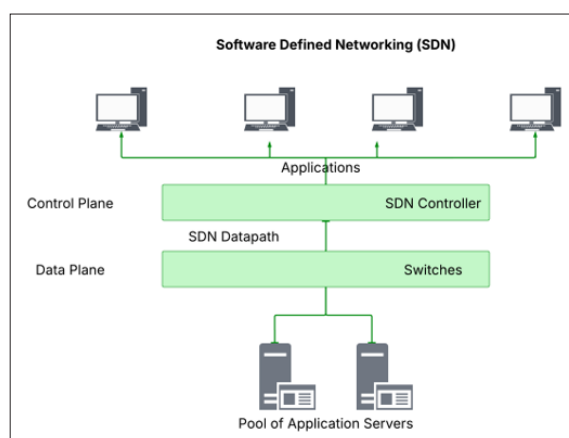 Software Defined Networking (SDN)
Applications
Control Plane
SDN Controller
SDN Datapath
Data Plane
Switches
Pool of Application Servers